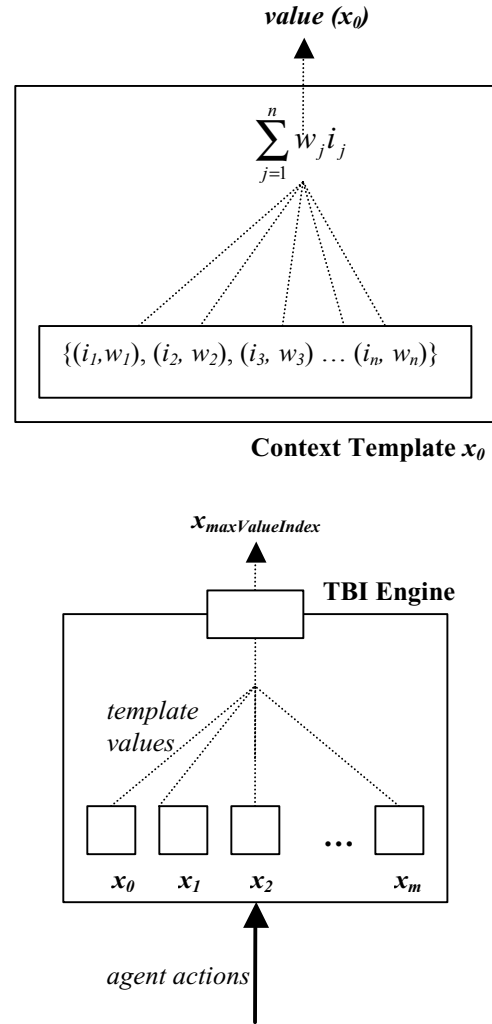 value (x₀)
n
∑ wⱼiⱼ
j=1
{(i₁,w₁), (i₂, w₂), (i₃, w₃) … (iₙ, wₙ)}
Context Template x₀
x_maxValueIndex
TBI Engine
template
values
...
x₀ x₁ x₂ xₘ
agent actions